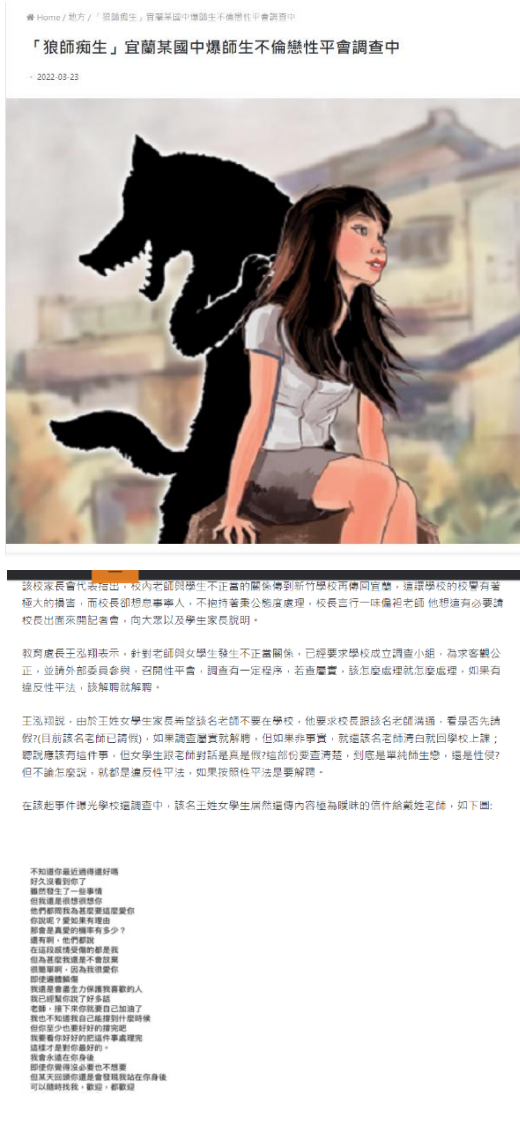 Home / 地方 / 「狼師痴生」宜蘭某國中爆師生不倫戀性平會調查中
「狼師痴生」宜蘭某國中爆師生不倫戀性平會調查中
· 2022-03-23
該校家長會代表指出，校內老師與學生不正當的關係傳到新竹學校再傳回宜蘭，這讓學校的校譽有著
極大的損害，而校長卻想息事寧人，不抱持著秉公態度處理，校長言行一味偏袒老師 他想這有必要請
校長出面來開記者會，向大眾以及學生家長說明。
教育處長王泓翔表示，針對老師與女學生發生不正當關係，已經要求學校成立調查小組，為求客觀公
正，並請外部委員參與，召開性平會，調查有一定程序，若查屬實，該怎麼處理就怎麼處理，如果有
違反性平法，該解聘就解聘。
王泓翔說，由於王姓女學生家長希望該名老師不要在學校，他要求校長跟該名老師溝通，看是否先請
假?(目前該名老師已請假)，如果調查屬實就解聘，但如果非事實，就還該名老師清白就回學校上課；
聽說應該有這件事，但女學生跟老師對話是真是假?這部份要查清楚，到底是單純師生戀，還是性侵?
但不論怎麼說，就都是違反性平法，如果按照性平法是要解聘。
在該起事件曝光學校還調查中，該名王姓女學生居然還傳內容極為曖昧的信件給戴姓老師，如下圖:
不知道你最近過得還好嗎
好久沒看到你了
雖然發生了一些事情
但我還是很想很想你
他們都問我為甚麼要這麼愛你
你說呢？愛如果有理由
那會是真愛的機率有多少？
還有啊，他們都說
在這段感情受傷的都是我
但為甚麼我還是不會放棄
很簡單啊，因為我很愛你
即使遍體鱗傷
我還是會盡全力保護我喜歡的人
我已經幫你說了好多話
老師，接下來你就要自己加油了
我也不知道我自己能撐到什麼時候
但你至少也要好好的撐完吧
我要看你好好的把這件事處理完
這樣才是對你最好的。
我會永遠在你身後
即使你覺得沒必要也不想要
但某天回頭你還是會發現我站在你身後
可以隨時找我，歡迎，都歡迎